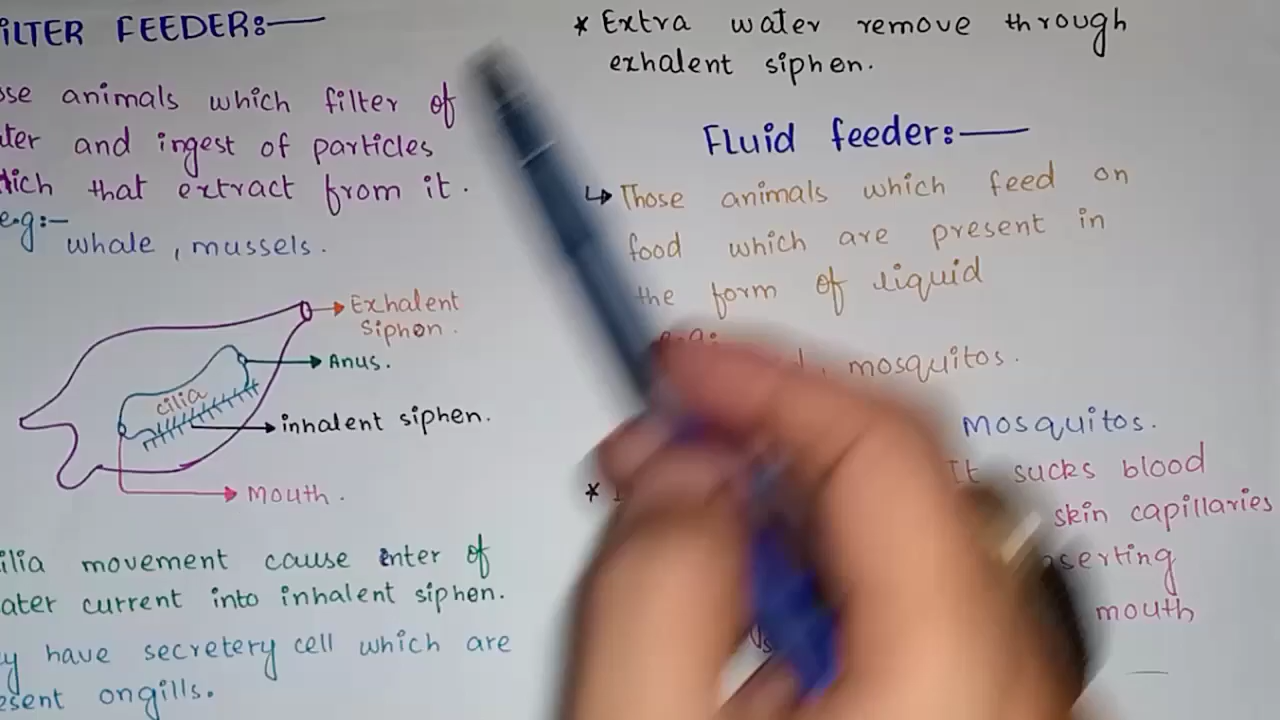 ILTER FEEDER:—
se animals which filter of
ter and ingest of particles
ich that extract from it.
e.g:-
whale, mussels.
Exhalent
siphon.
Anus.
cilia
inhalent siphen.
Mouth.
ilia movement cause enter of
ater current into inhalent siphen.
y have secretery cell which are
esent on gills.
* Extra water remove through
exhalent siphen.
Fluid feeder:—
↳ Those animals which feed on
food which are present in
the form of liquid
e.g:
, mosquitos.
*
Mosquitos.
It sucks blood
skin capillaries
serting
mouth